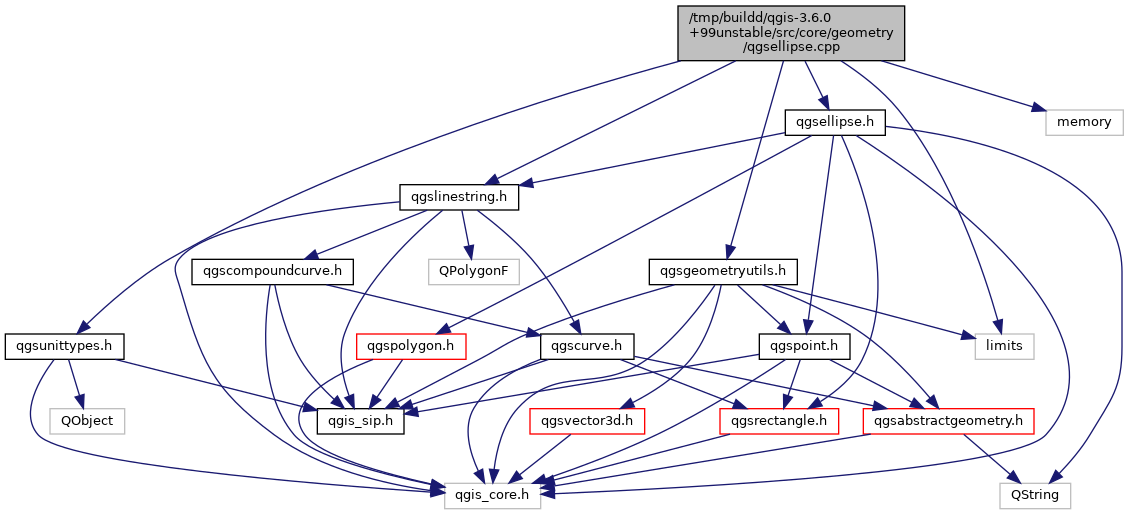 /tmp/buildd/qgis-3.6.0
+99unstable/src/core/geometry
/qgsellipse.cpp
qgsellipse.h
memory
qgslinestring.h
qgscompoundcurve.h
QPolygonF
qgsgeometryutils.h
qgsunittypes.h
qgspolygon.h
qgscurve.h
qgspoint.h
limits
QObject
qgis_sip.h
qgsvector3d.h
qgsrectangle.h
qgsabstractgeometry.h
qgis_core.h
QString